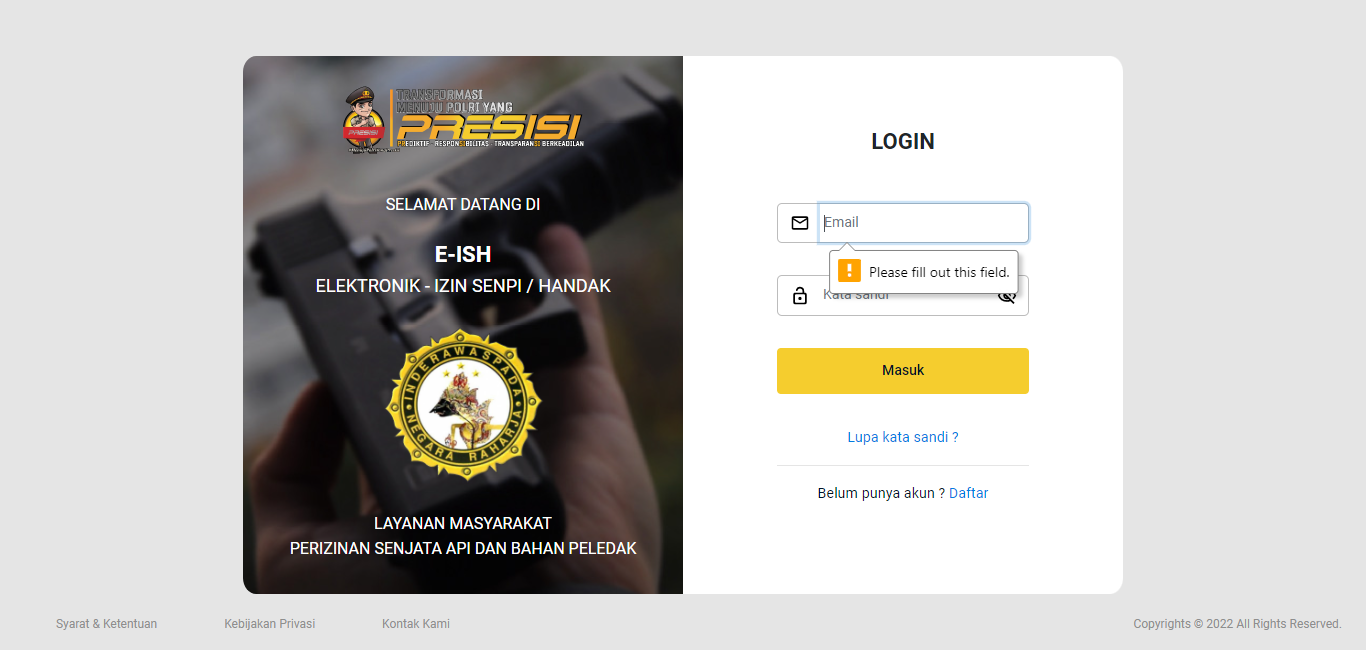 TRANSFORMASI
MENUJU POLRI YANG
PRESISI
PRESISI
PREDIKTIF - RESPONSIBILITAS - TRANSPARANSI BERKEADILAN
SELAMAT DATANG DI
E-ISH
ELEKTRONIK - IZIN SENPI / HANDAK
INDERAWASPADA
NEGARA RAHARJA
LAYANAN MASYARAKAT
PERIZINAN SENJATA API DAN BAHAN PELEDAK
LOGIN
Email
Please fill out this field.
Kata sandi
Masuk
Lupa kata sandi ?
Belum punya akun ? Daftar
Syarat & Ketentuan
Kebijakan Privasi
Kontak Kami
Copyrights © 2022 All Rights Reserved.